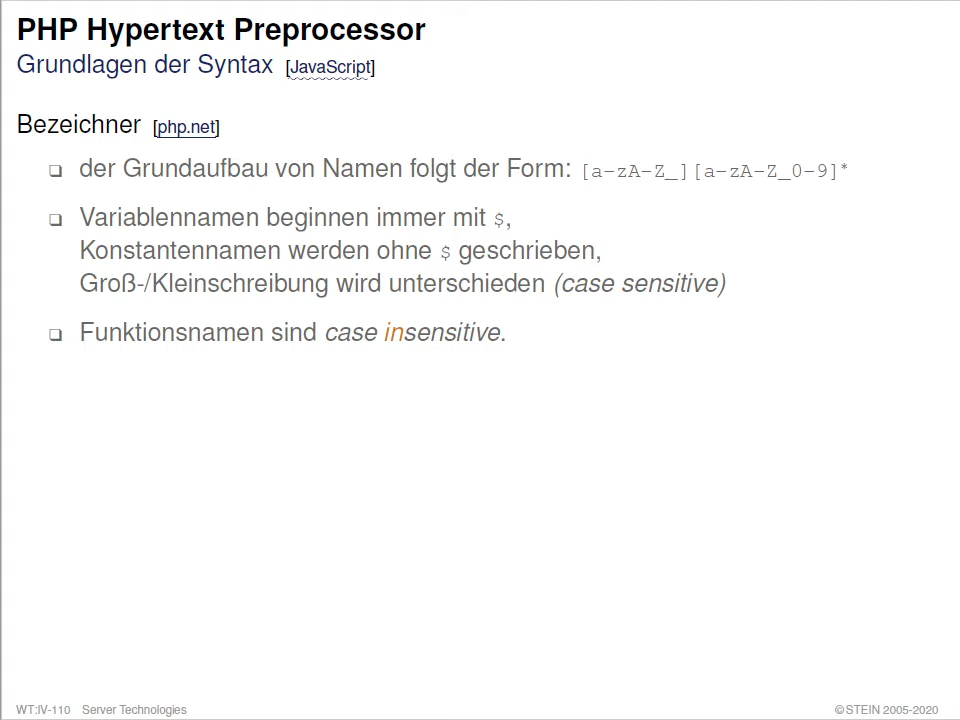 PHP Hypertext Preprocessor
Grundlagen der Syntax [JavaScript]
Bezeichner [php.net]
❑ der Grundaufbau von Namen folgt der Form: [a-zA-Z_][a-zA-Z_0-9]*
❑ Variablennamen beginnen immer mit $,
Konstantennamen werden ohne $ geschrieben,
Groß-/Kleinschreibung wird unterschieden (case sensitive)
❑ Funktionsnamen sind case insensitive.
WT:IV-110 Server Technologies ©STEIN 2005-2020